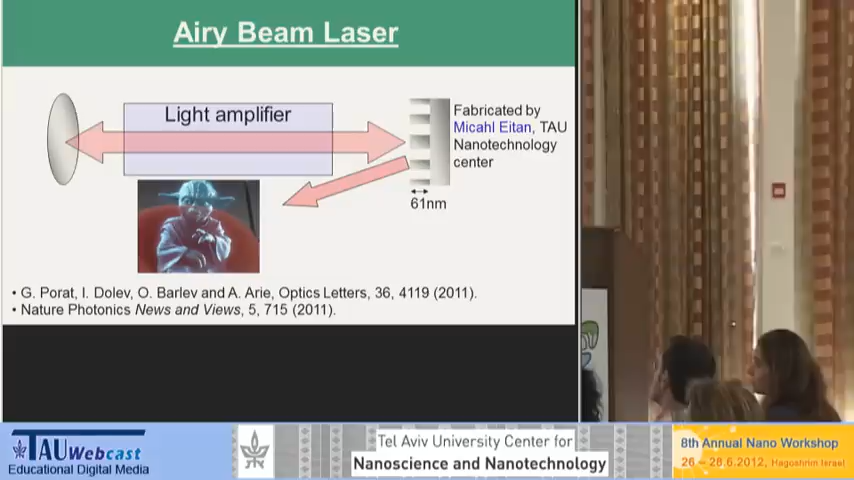 Airy Beam Laser
Light amplifier
Fabricated by
Micahl Eitan, TAU
Nanotechnology
center
61nm
• G. Porat, I. Dolev, O. Barlev and A. Arie, Optics Letters, 36, 4119 (2011).
• Nature Photonics News and Views, 5, 715 (2011).
TAU Webcast
Educational Digital Media
Tel Aviv University Center for
Nanoscience and Nanotechnology
8th Annual Nano Workshop
26 – 28.6.2012, Hagoshrim Israel